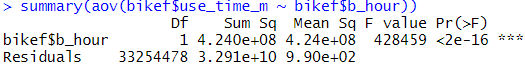 > summary(aov(bikef$use_time_m ~ bikef$b_hour))
Df Sum Sq Mean Sq F value Pr(>F)
bikef$b_hour 1 4.240e+08 4.24e+08 428459 <2e-16 ***
Residuals 33254478 3.291e+10 9.90e+02